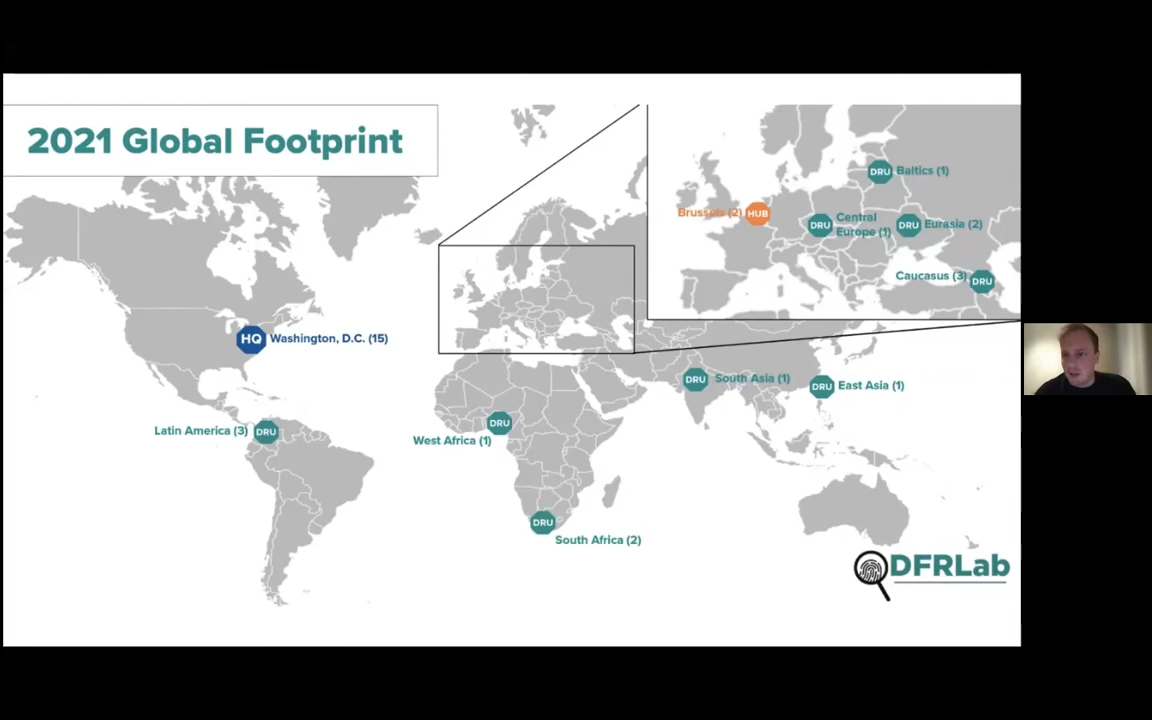 2021 Global Footprint
DRU Baltics (1)
Brussels (2) HUB
DRU Central
Europe (1)
DRU Eurasia (2)
Caucasus (3) DRU
HQ Washington, D.C. (15)
DRU South Asia (1)
DRU East Asia (1)
Latin America (3) DRU
DRU
West Africa (1)
DRU
South Africa (2)
DFRLab